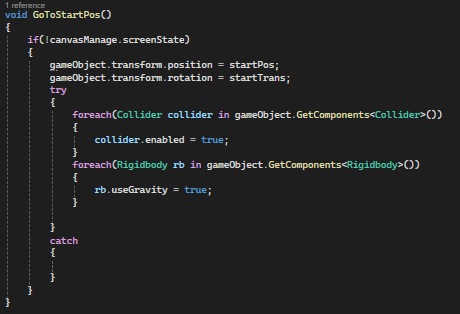 1 reference
void GoToStartPos()
{
    if(!canvasManage.screenState)
    {
        gameObject.transform.position = startPos;
        gameObject.transform.rotation = startTrans;
        try
        {
            foreach(Collider collider in gameObject.GetComponents<Collider>())
            {
                collider.enabled = true;
            }
            foreach(Rigidbody rb in gameObject.GetComponents<Rigidbody>())
            {
                rb.useGravity = true;
            }

        }
        catch
        {

        }
    }
}